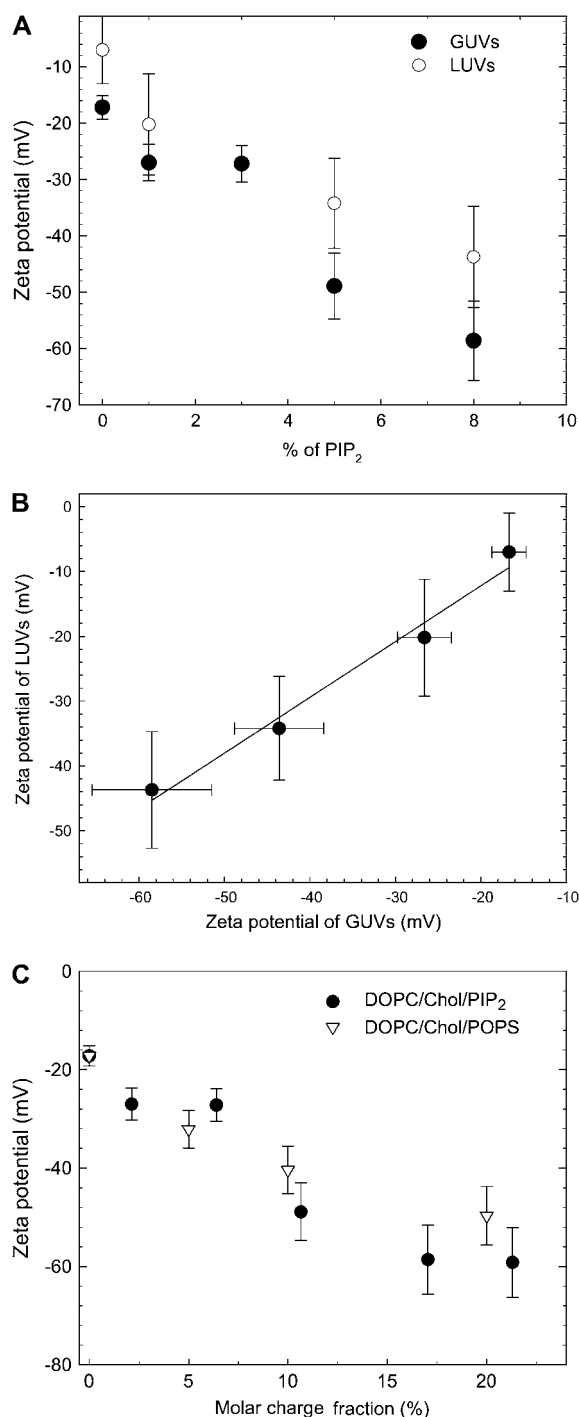 A
GUVs
LUVs
-10
-20
-30
-40
-50
-60
-70
Zeta potential (mV)
0 2 4 6 8 10
% of PIP2
B
0
-10
-20
-30
-40
-50
Zeta potential of LUVs (mV)
-60 -50 -40 -30 -20 -10
Zeta potential of GUVs (mV)
C
DOPC/Chol/PIP2
DOPC/Chol/POPS
0
-20
-40
-60
-80
Zeta potential (mV)
0 5 10 15 20
Molar charge fraction (%)